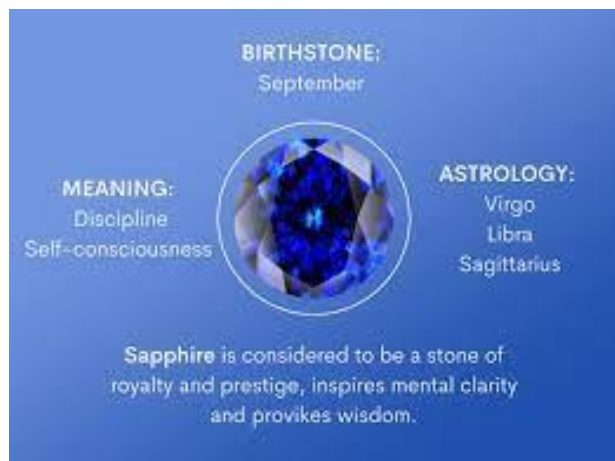 BIRTHSTONE:
September
MEANING:
Discipline
Self-consciousness
ASTROLOGY:
Virgo
Libra
Sagittarius
Sapphire is considered to be a stone of
royalty and prestige, inspires mental clarity
and provikes wisdom.